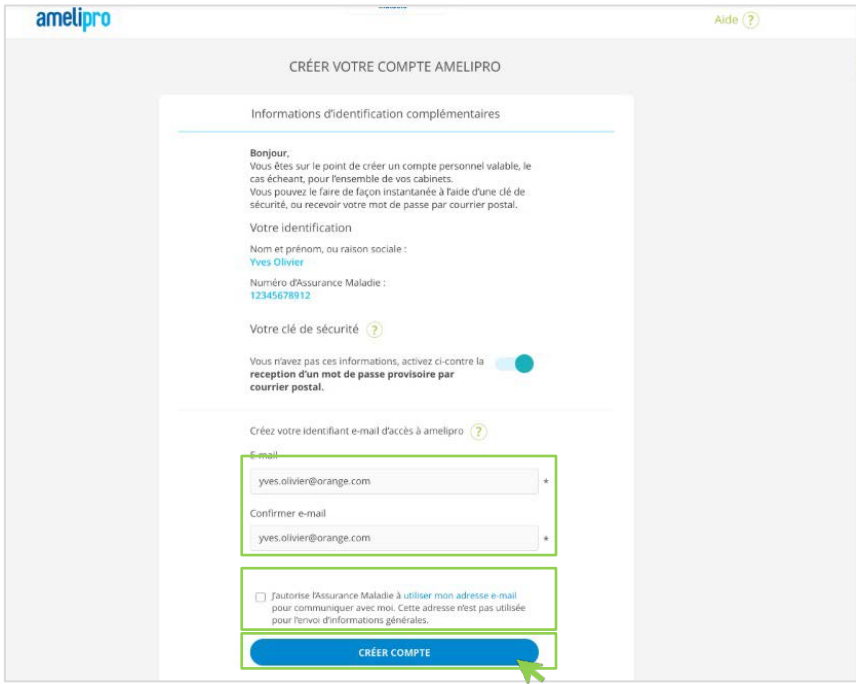 amelipro
Aide ?
CRÉER VOTRE COMPTE AMELIPRO
Informations d'identification complémentaires
Bonjour,
Vous êtes sur le point de créer un compte personnel valable, le
cas échéant, pour l'ensemble de vos cabinets.
Vous pouvez le faire de façon instantanée à l'aide d'une clé de
sécurité, ou recevoir votre mot de passe par courrier postal.
Votre identification
Nom et prénom, ou raison sociale :
Yves Olivier
Numéro d'Assurance Maladie :
12345678912
Votre clé de sécurité ?
Vous n'avez pas ces informations, activez ci-contre la
reception d'un mot de passe provisoire par
courrier postal.
Créez votre identifiant e-mail d'accès à amelipro ?
E-mail
yves.olivier@orange.com *
Confirmer e-mail
yves.olivier@orange.com *
J'autorise l'Assurance Maladie à utiliser mon adresse e-mail
pour communiquer avec moi. Cette adresse n'est pas utilisée
pour l'envoi d'informations générales.
CRÉER COMPTE